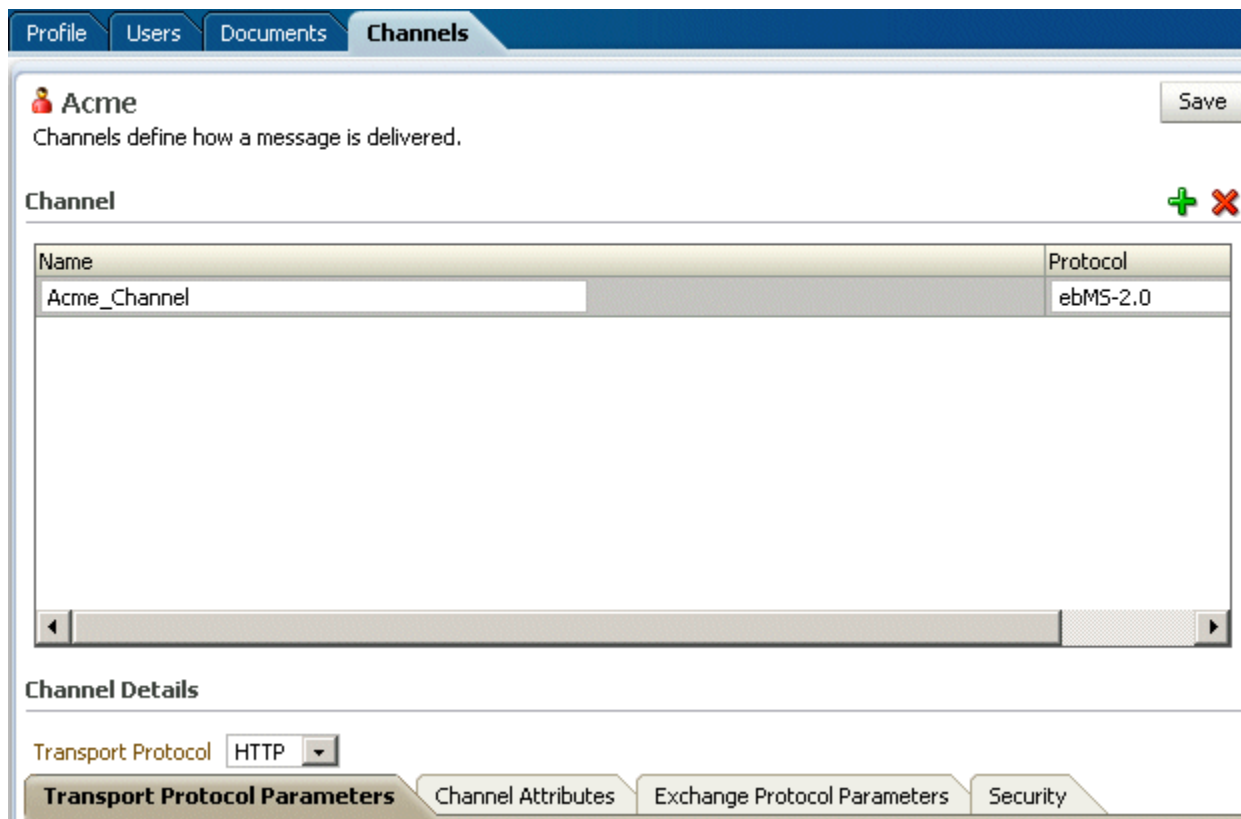 Profile Users Documents Channels
Acme Save
Channels define how a message is delivered.
Channel
Name Protocol
Acme_Channel ebMS-2.0
Channel Details
Transport Protocol HTTP
Transport Protocol Parameters Channel Attributes Exchange Protocol Parameters Security